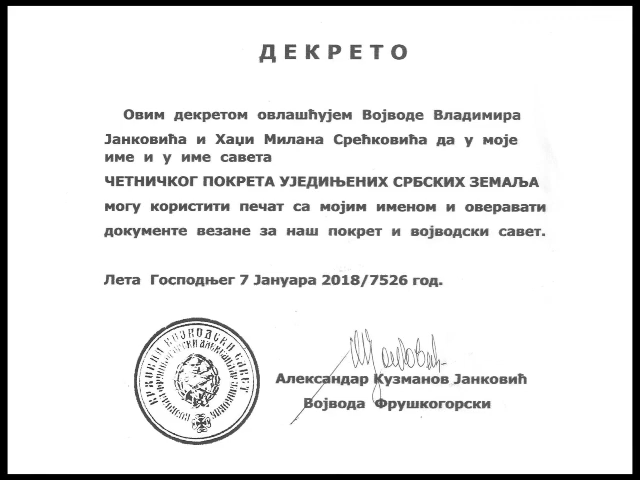 ДЕКРЕТО
Овим декретом овлашћујем Војводе Владимира
Јанковића и Хаџи Милана Срећковића да у моје
име и у име савета
ЧЕТНИЧКОГ ПОКРЕТА УЈЕДИЊЕНИХ СРБСКИХ ЗЕМАЉА
могу користити печат са мојим именом и оверавати
документе везане за наш покрет и војводски савет.
Лета Господњег 7 Јануара 2018/7526 год.
Александар Кузманов Јанковић
Војвода Фрушкогорски